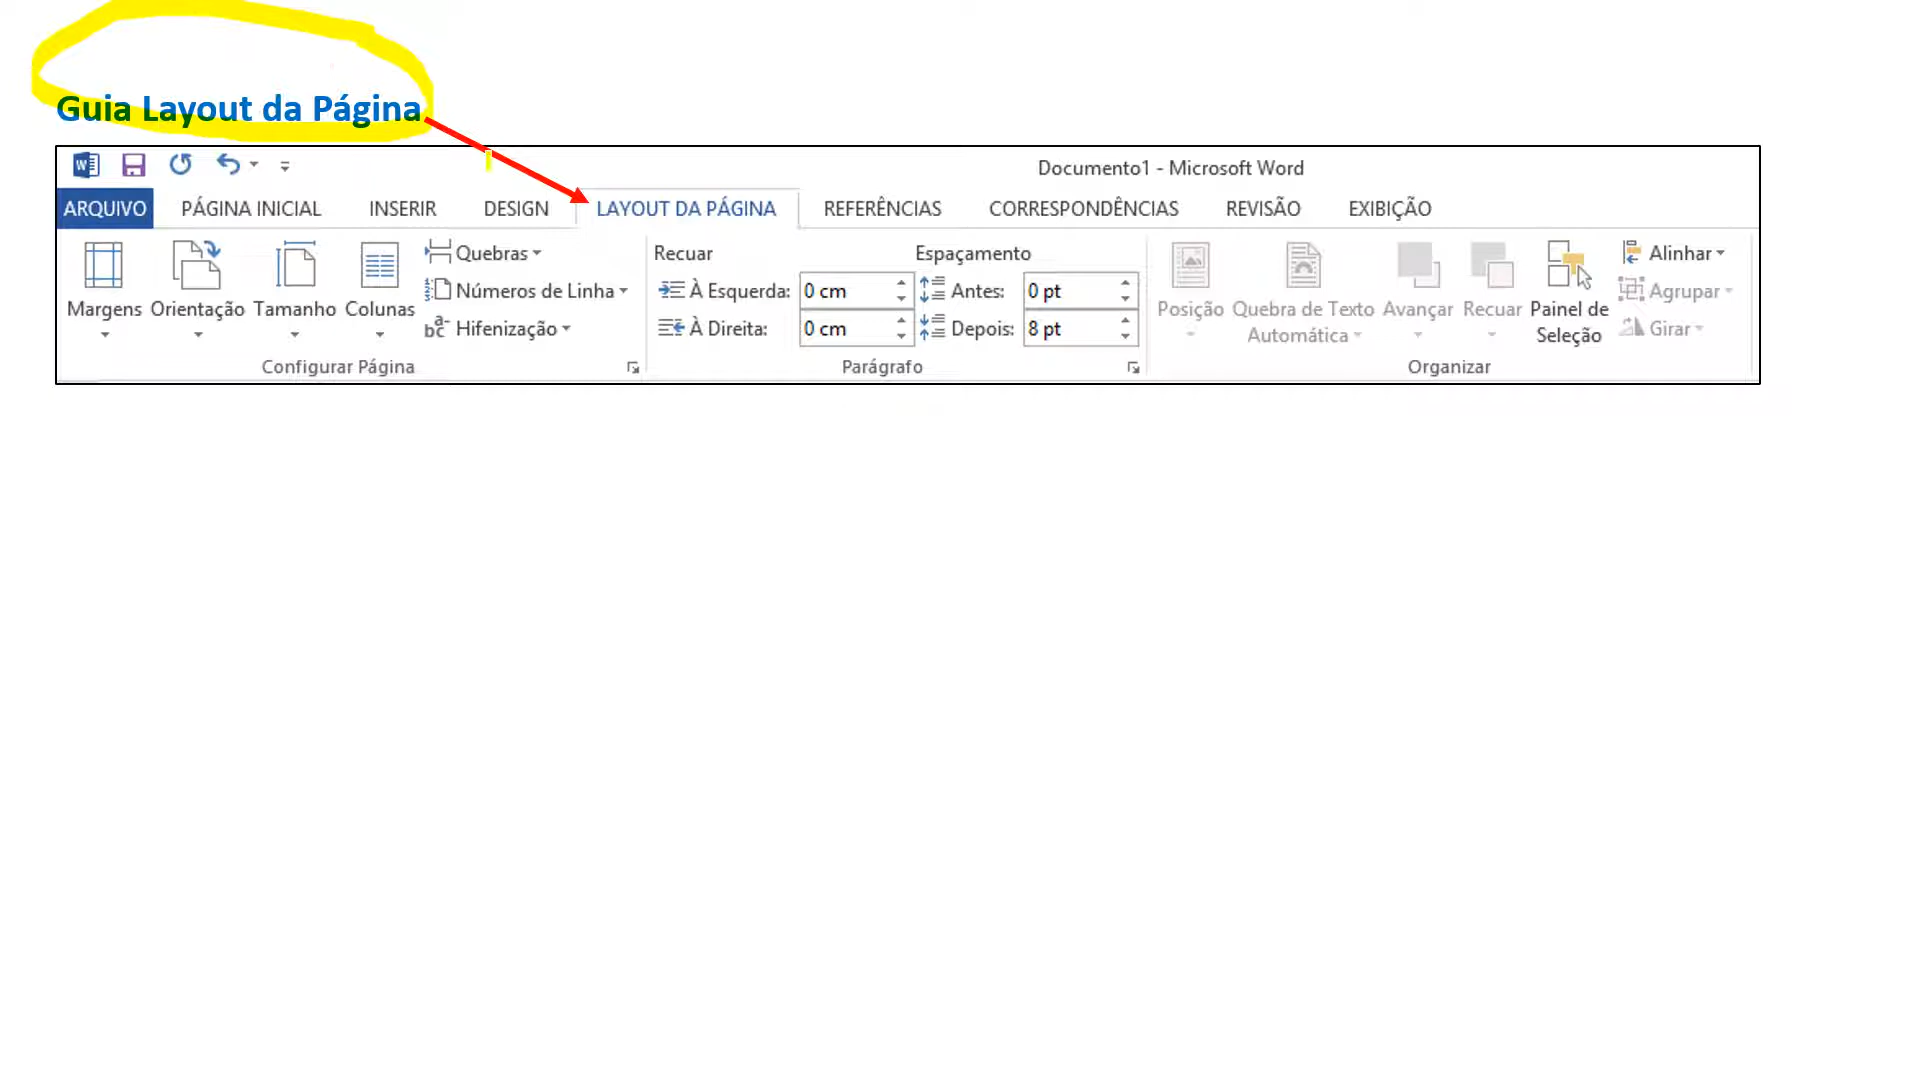 Guia Layout da Página
Documento1 - Microsoft Word
ARQUIVO PÁGINA INICIAL INSERIR DESIGN LAYOUT DA PÁGINA REFERÊNCIAS CORRESPONDÊNCIAS REVISÃO EXIBIÇÃO
Margens
Orientação
Tamanho
Colunas
Quebras
Números de Linha
Hifenização
Configurar Página
Recuar
À Esquerda: 0 cm
À Direita: 0 cm
Espaçamento
Antes: 0 pt
Depois: 8 pt
Parágrafo
Posição
Quebra de Texto
Automática
Avançar
Recuar
Painel de
Seleção
Alinhar
Agrupar
Girar
Organizar